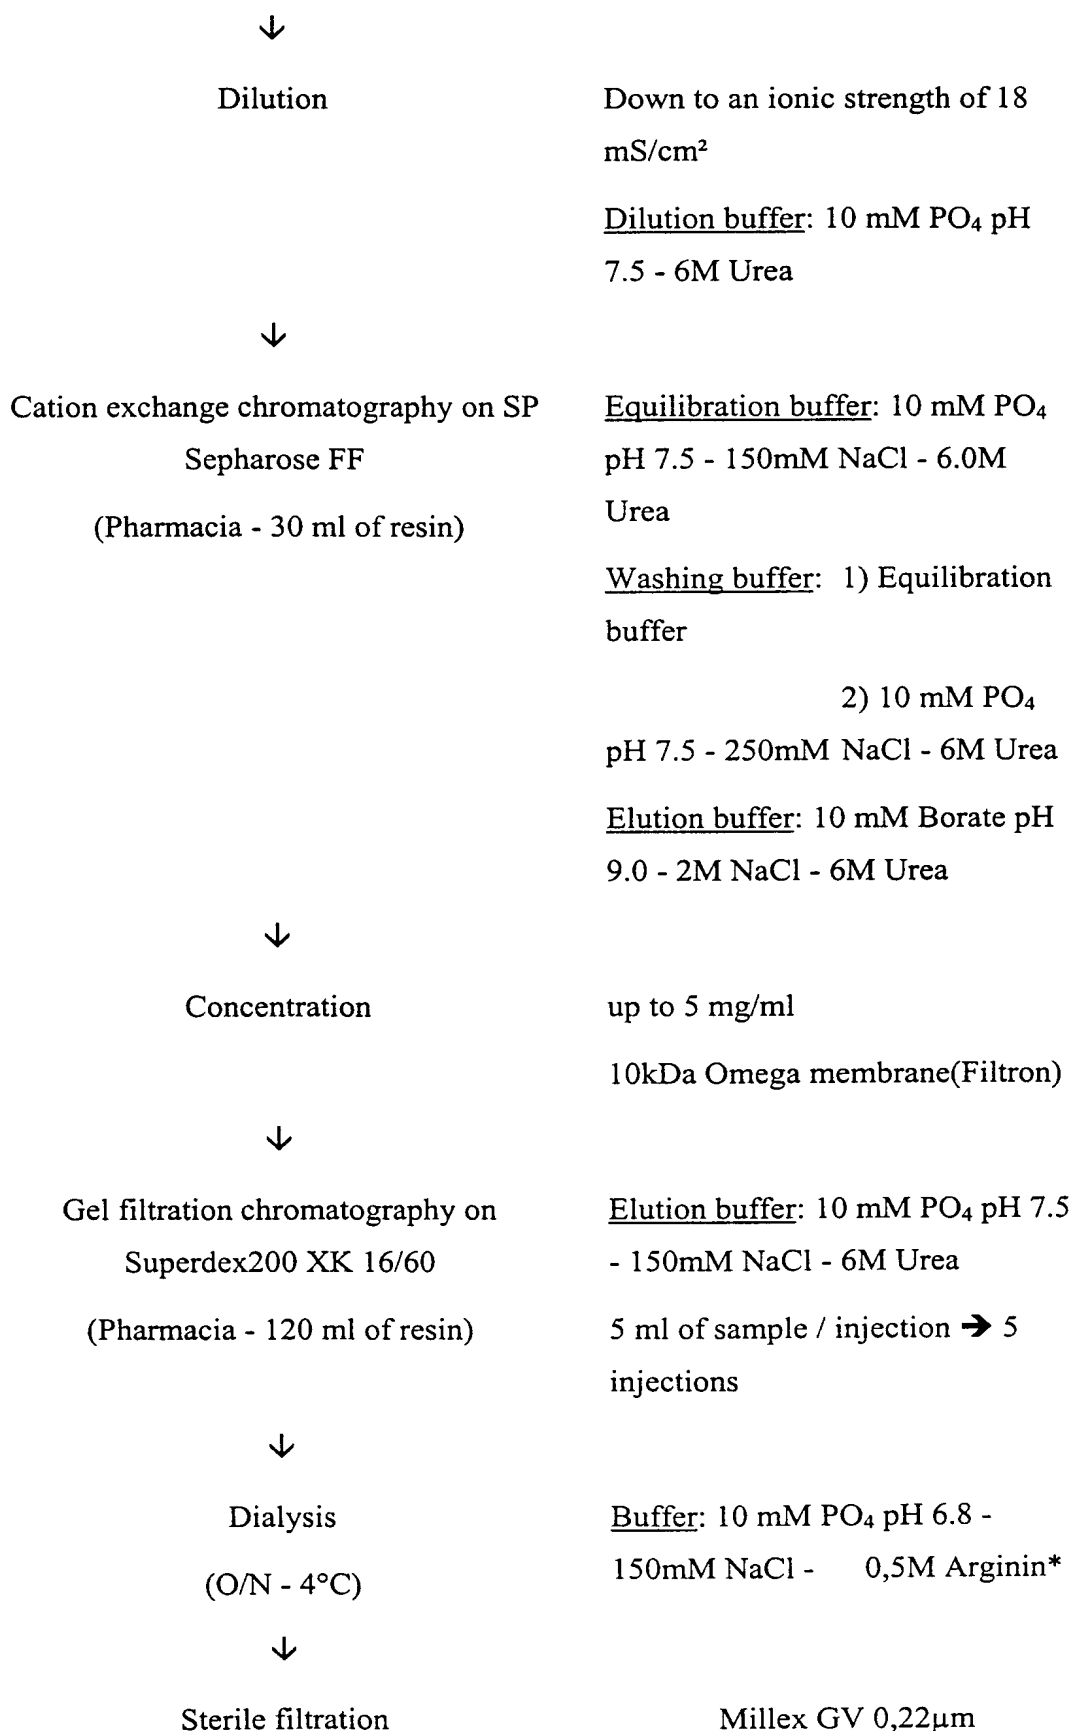 ↓
Dilution
Down to an ionic strength of 18
mS/cm²
Dilution buffer: 10 mM PO₄ pH
7.5 - 6M Urea
↓
Cation exchange chromatography on SP
Sepharose FF
(Pharmacia - 30 ml of resin)
Equilibration buffer: 10 mM PO₄
pH 7.5 - 150mM NaCl - 6.0M
Urea
Washing buffer: 1) Equilibration
buffer
2) 10 mM PO₄
pH 7.5 - 250mM NaCl - 6M Urea
Elution buffer: 10 mM Borate pH
9.0 - 2M NaCl - 6M Urea
↓
Concentration
up to 5 mg/ml
10kDa Omega membrane(Filtron)
↓
Gel filtration chromatography on
Superdex200 XK 16/60
(Pharmacia - 120 ml of resin)
Elution buffer: 10 mM PO₄ pH 7.5
- 150mM NaCl - 6M Urea
5 ml of sample / injection ➔ 5
injections
↓
Dialysis
(O/N - 4°C)
Buffer: 10 mM PO₄ pH 6.8 -
150mM NaCl - 0,5M Arginin*
↓
Sterile filtration
Millex GV 0,22µm